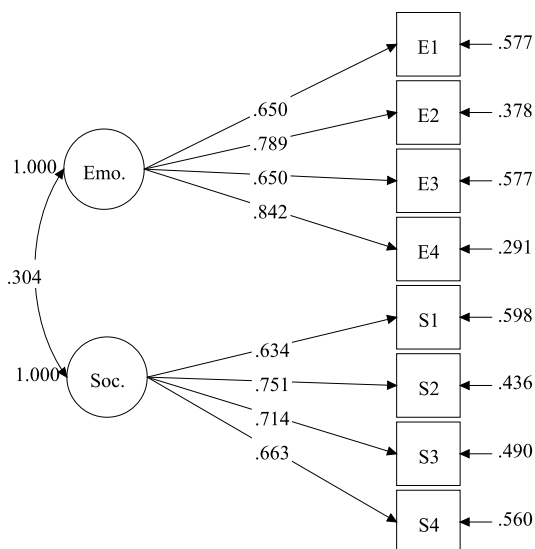 E1
.577
.650
E2
.378
.789
1.000
Emo.
.650
E3
.577
.842
E4
.291
.304
S1
.598
.634
1.000
Soc.
.751
S2
.436
.714
S3
.490
.663
S4
.560